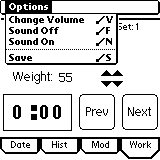 Options
Change Volume /V
Sound Off /F
Sound On /N
Save /S
Set: 1
Weight: 55
0:00
Prev
Next
Date
Hist
Mod
Work